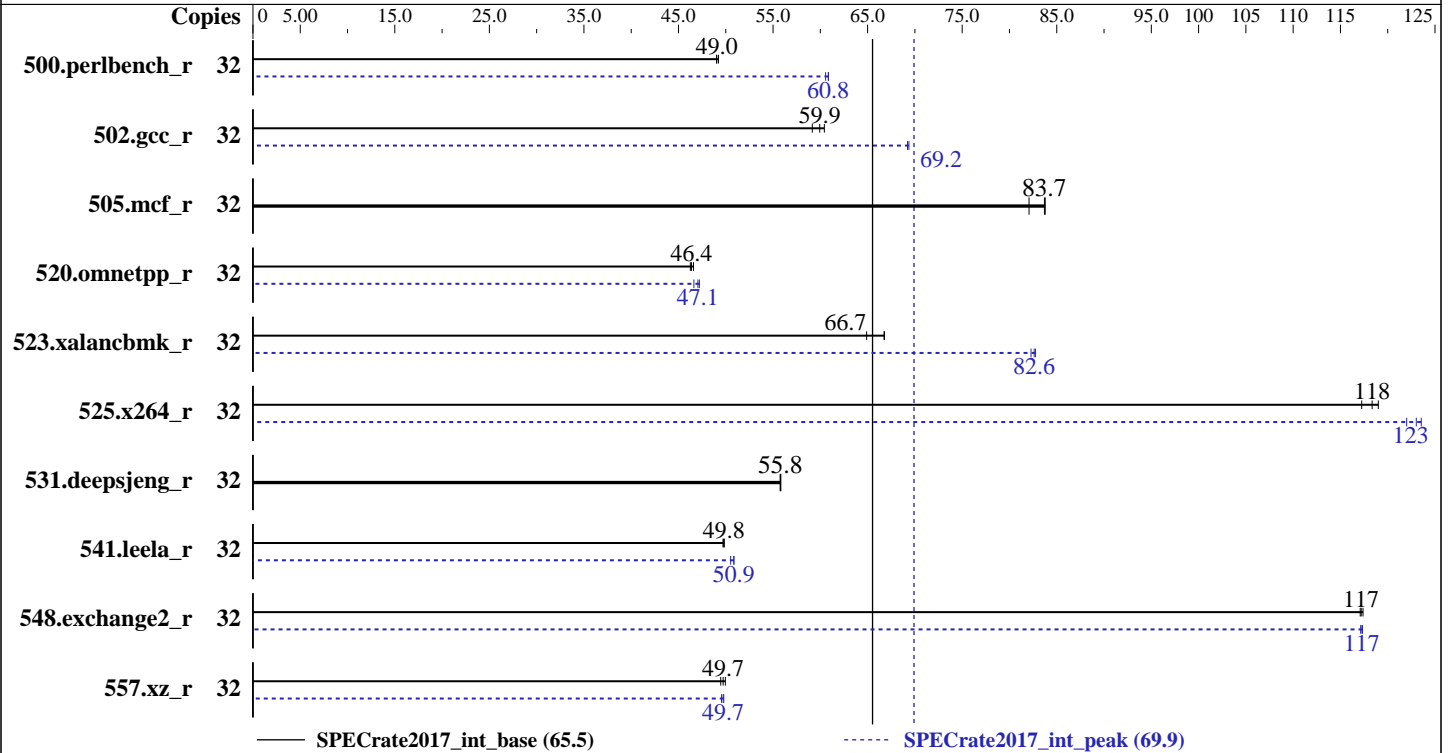 Copies 0 5.00 15.0 25.0 35.0 45.0 55.0 65.0 75.0 85.0 95.0 100 105 110 115 125
49.0
500.perlbench_r 32
60.8
59.9
502.gcc_r 32
69.2
83.7
505.mcf_r 32
46.4
520.omnetpp_r 32
47.1
66.7
523.xalancbmk_r 32
82.6
118
525.x264_r 32
123
55.8
531.deepsjeng_r 32
49.8
541.leela_r 32
50.9
117
548.exchange2_r 32
117
49.7
557.xz_r 32
49.7
SPECrate2017_int_base (65.5) SPECrate2017_int_peak (69.9)